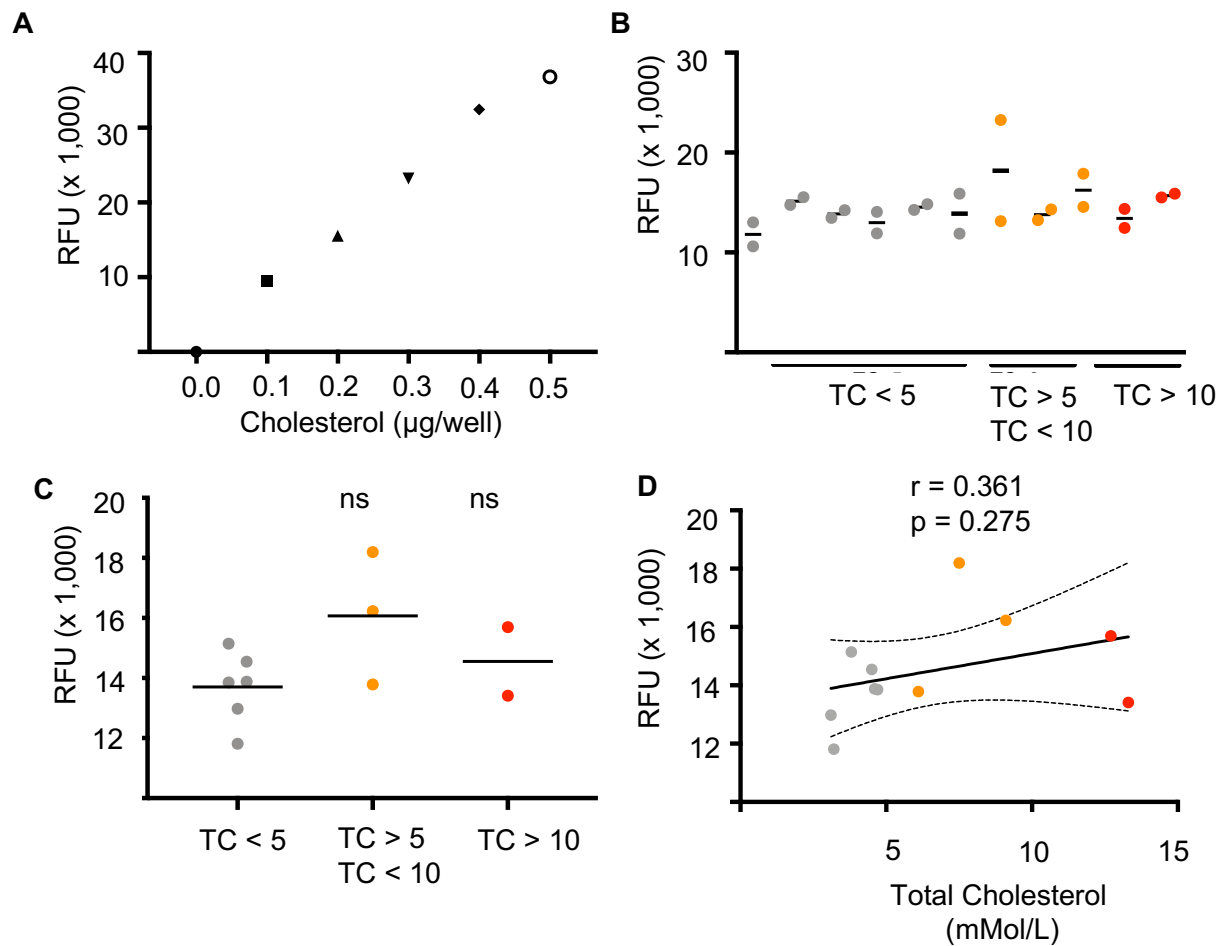 A
RFU (x 1,000)
40
30
20
10
0.0 0.1 0.2 0.3 0.4 0.5
Cholesterol (µg/well)
B
RFU (x 1,000)
30
20
10
TC < 5
TC > 5
TC < 10
TC > 10
C
RFU (x 1,000)
20
18
16
14
12
ns ns
TC < 5
TC > 5
TC < 10
TC > 10
D
r = 0.361
p = 0.275
RFU (x 1,000)
18
16
14
12
5 10 15
Total Cholesterol
(mMol/L)